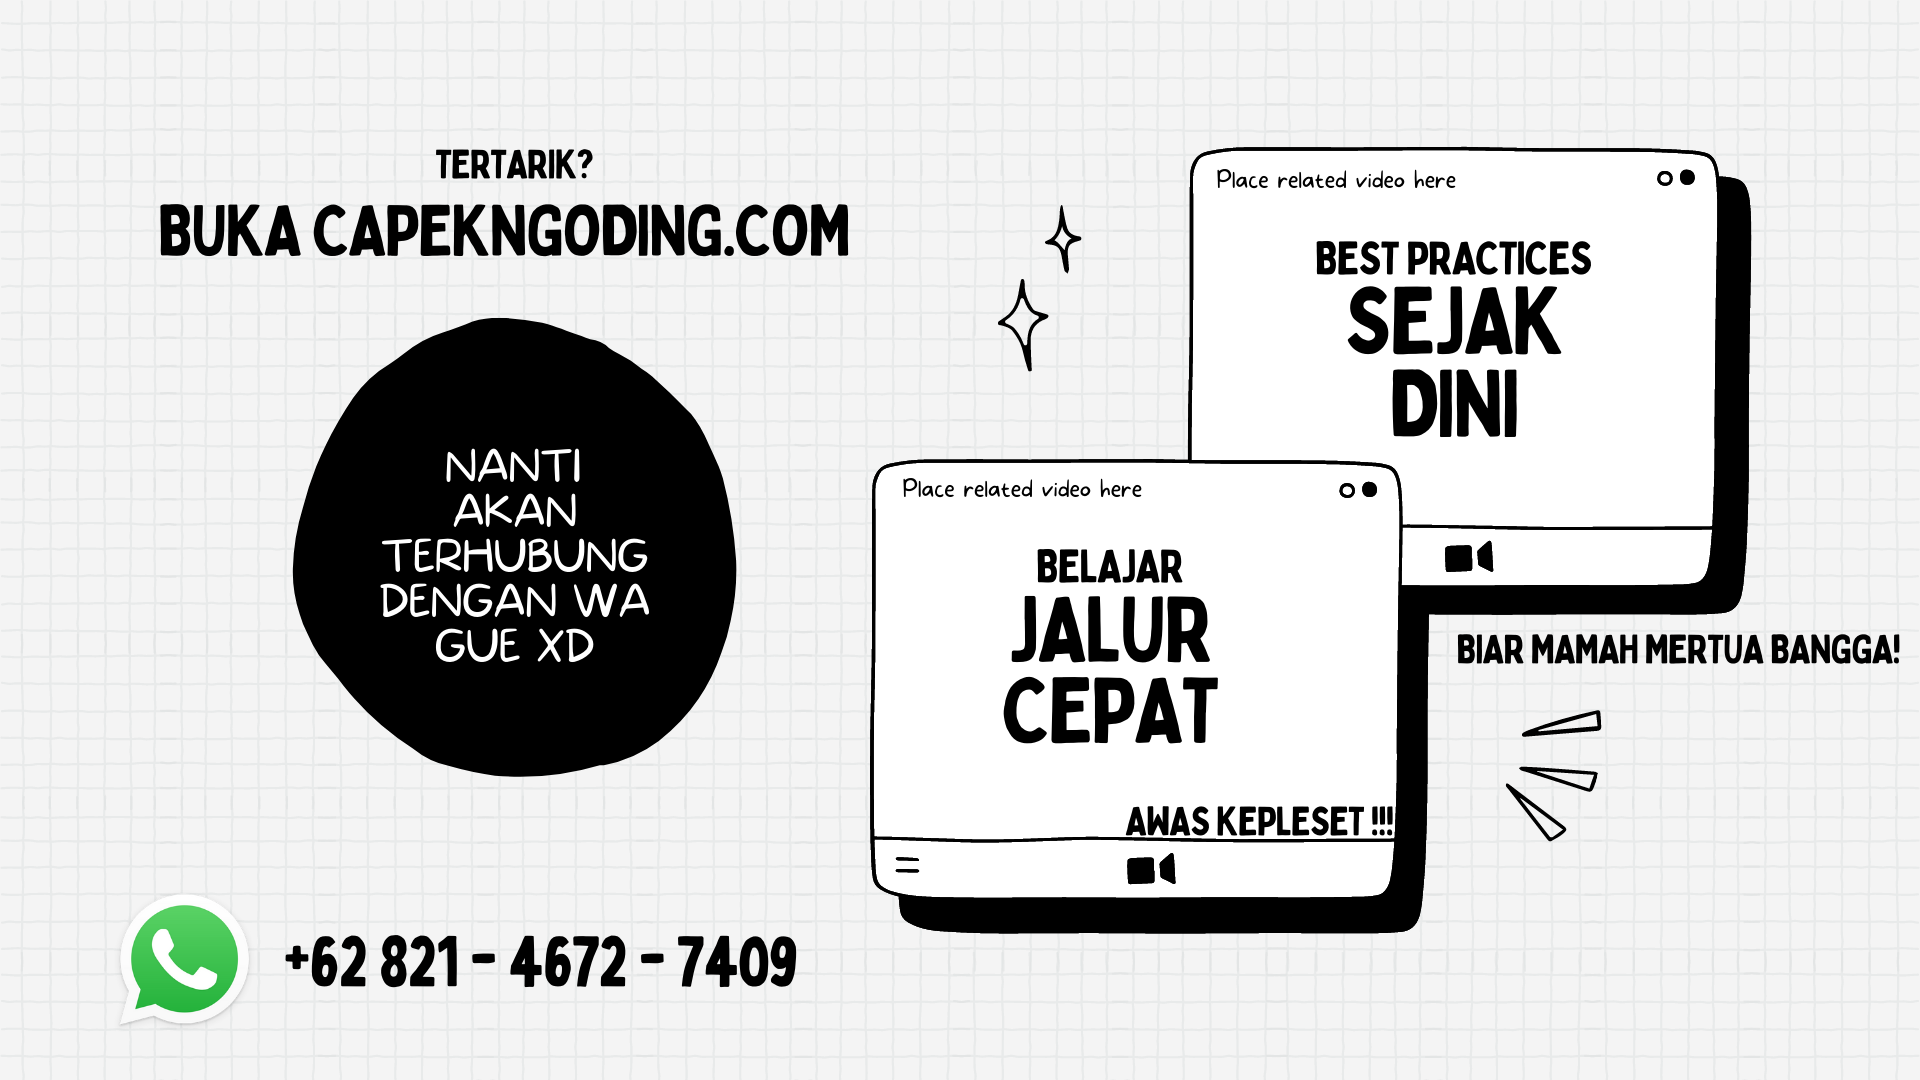 TERTARIK?
BUKA CAPEKNGODING.COM
NANTI
AKAN
TERHUBUNG
DENGAN WA
GUE XD
+62 821 - 4672 - 7409
Place related video here
BEST PRACTICES
SEJAK
DINI
Place related video here
BELAJAR
JALUR
CEPAT
AWAS KEPLESET !!!
BIAR MAMAH MERTUA BANGGA!